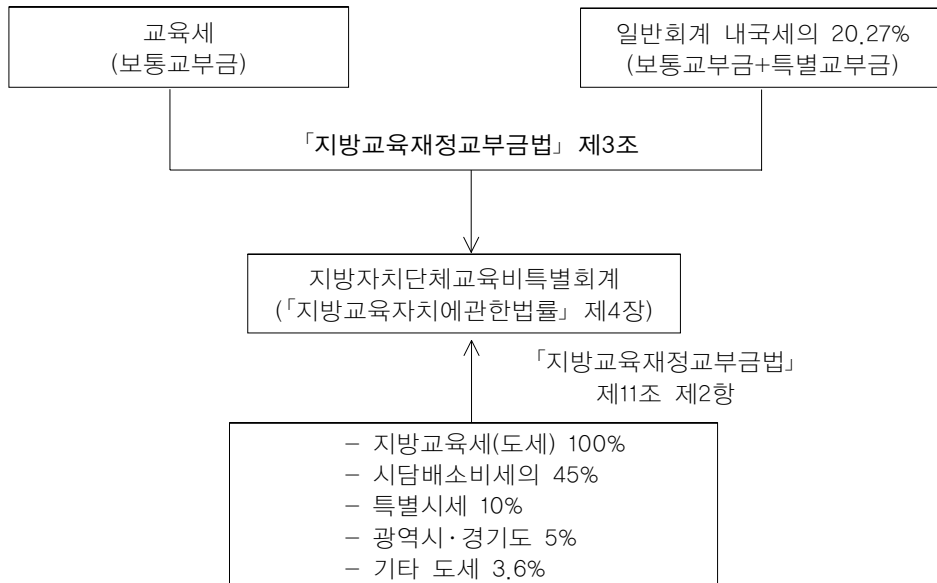 교육세
(보통교부금)
일반회계 내국세의 20.27%
(보통교부금+특별교부금)
「지방교육재정교부금법」 제3조
지방자치단체교육비특별회계
(「지방교육자치에관한법률」 제4장)
「지방교육재정교부금법」
제11조 제2항
– 지방교육세(도세) 100%
– 시담배소비세의 45%
– 특별시세 10%
– 광역시·경기도 5%
– 기타 도세 3.6%